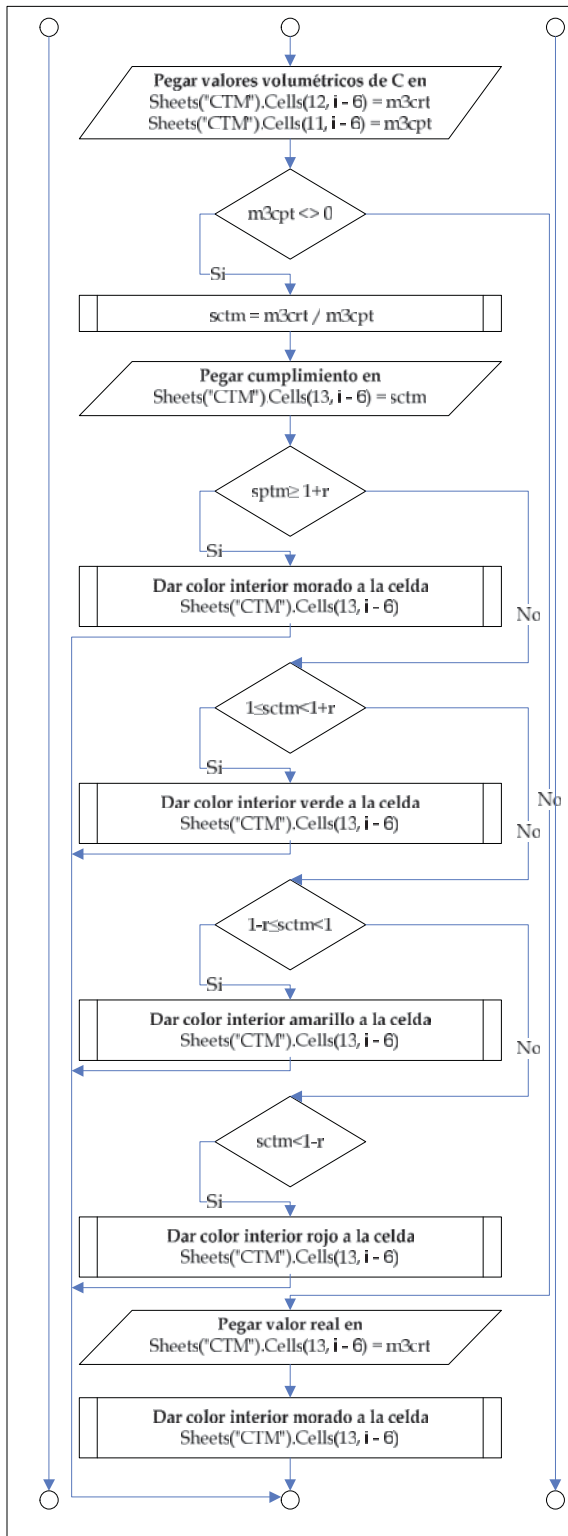 Pegar valores volumétricos de C en
Sheets("CTM").Cells(12, i - 6) = m3crt
Sheets("CTM").Cells(11, i - 6) = m3cpt
m3cpt <> 0
Si
sctm = m3crt / m3cpt
Pegar cumplimiento en
Sheets("CTM").Cells(13, i - 6) = sctm
sptm≥ 1+r
Si
Dar color interior morado a la celda
Sheets("CTM").Cells(13, i - 6)
No
1≤sctm<1+r
Si
Dar color interior verde a la celda
Sheets("CTM").Cells(13, i - 6)
No
No
1-r≤sctm<1
Si
Dar color interior amarillo a la celda
Sheets("CTM").Cells(13, i - 6)
No
sctm<1-r
Si
Dar color interior rojo a la celda
Sheets("CTM").Cells(13, i - 6)
Pegar valor real en
Sheets("CTM").Cells(13, i - 6) = m3crt
Dar color interior morado a la celda
Sheets("CTM").Cells(13, i - 6)